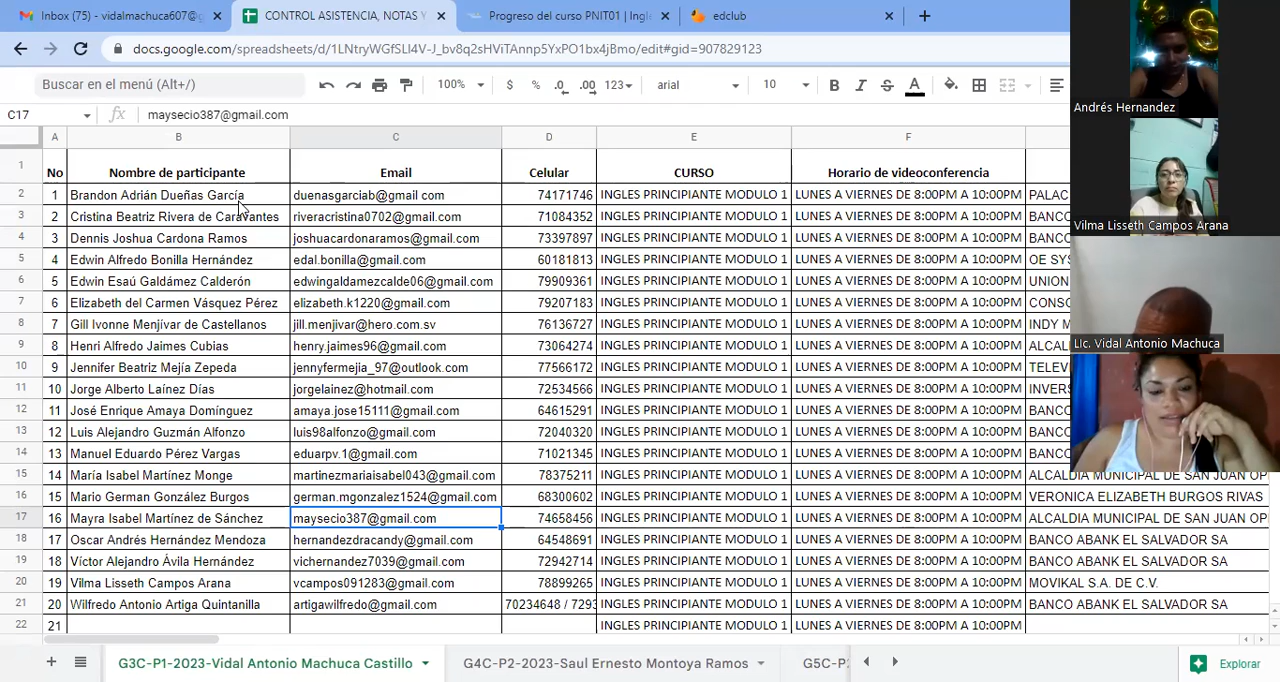 Inbox (75) - vidalmachuca607@g
CONTROL ASISTENCIA, NOTAS Y
Progreso del curso PNIT01 | Ingl
edclub
docs.google.com/spreadsheets/d/1LNtryWGfSLI4V-J_bv8q2sHViTAnnp5YxPO1bx4jBmo/edit#gid=907829123
Buscar en el menú (Alt+/)
100%
$ % .0 .00 123
arial
10
B I S A
C17
fx
maysecio387@gmail.com
A B C D E F
1 No Nombre de participante Email Celular CURSO Horario de videoconferencia
2 1 Brandon Adrián Dueñas García duenasgarciab@gmail com 74171746 INGLES PRINCIPIANTE MODULO 1 LUNES A VIERNES DE 8:00PM A 10:00PM PALAC
3 2 Cristina Beatriz Rivera de Caravantes riveracristina0702@gmail.com 71084352 INGLES PRINCIPIANTE MODULO 1 LUNES A VIERNES DE 8:00PM A 10:00PM BANCO
4 3 Dennis Joshua Cardona Ramos joshuacardonaramos@gmail.com 73397897 INGLES PRINCIPIANTE MODULO 1 LUNES A VIERNES DE 8:00PM A 10:00PM BANCO
5 4 Edwin Alfredo Bonilla Hernández edal.bonilla@gmail.com 60181813 INGLES PRINCIPIANTE MODULO 1 LUNES A VIERNES DE 8:00PM A 10:00PM OE SYS
6 5 Edwin Esaú Galdámez Calderón edwingaldamezcalde06@gmail.com 79909361 INGLES PRINCIPIANTE MODULO 1 LUNES A VIERNES DE 8:00PM A 10:00PM UNION
7 6 Elizabeth del Carmen Vásquez Pérez elizabeth.k1220@gmail.com 79207183 INGLES PRINCIPIANTE MODULO 1 LUNES A VIERNES DE 8:00PM A 10:00PM CONSO
8 7 Gill Ivonne Menjívar de Castellanos jill.menjivar@hero.com.sv 76136727 INGLES PRINCIPIANTE MODULO 1 LUNES A VIERNES DE 8:00PM A 10:00PM INDY M
9 8 Henri Alfredo Jaimes Cubias henry.jaimes90@gmail.com 73064274 INGLES PRINCIPIANTE MODULO 1 LUNES A VIERNES DE 8:00PM A 10:00PM ALCALD
10 9 Jennifer Beatriz Mejía Zepeda jennyfermejia_97@outlook.com 77566172 INGLES PRINCIPIANTE MODULO 1 LUNES A VIERNES DE 8:00PM A 10:00PM TELEV
11 10 Jorge Alberto Laínez Días jorgelainez@hotmail.com 72534566 INGLES PRINCIPIANTE MODULO 1 LUNES A VIERNES DE 8:00PM A 10:00PM INVERS
12 11 José Enrique Amaya Domínguez amaya.jose15111@gmail.com 64615291 INGLES PRINCIPIANTE MODULO 1 LUNES A VIERNES DE 8:00PM A 10:00PM BANCO
13 12 Luis Alejandro Guzmán Alfonzo luis98alfonzo@gmail.com 72040320 INGLES PRINCIPIANTE MODULO 1 LUNES A VIERNES DE 8:00PM A 10:00PM BANCO
14 13 Manuel Eduardo Pérez Vargas eduarpv.1@gmail.com 71021345 INGLES PRINCIPIANTE MODULO 1 LUNES A VIERNES DE 8:00PM A 10:00PM BANCO
15 14 María Isabel Martínez Monge martinezmariaisabel043@gmail.com 78375211 INGLES PRINCIPIANTE MODULO 1 LUNES A VIERNES DE 8:00PM A 10:00PM ALCALDIA MUNICIPAL DE SAN JUAN OP
16 15 Mario German González Burgos german.mgonzalez1524@gmail.com 68300602 INGLES PRINCIPIANTE MODULO 1 LUNES A VIERNES DE 8:00PM A 10:00PM VERONICA ELIZABETH BURGOS RIVAS
17 16 Mayra Isabel Martínez de Sánchez maysecio387@gmail.com 74658456 INGLES PRINCIPIANTE MODULO 1 LUNES A VIERNES DE 8:00PM A 10:00PM ALCALDIA MUNICIPAL DE SAN JUAN OP
18 17 Oscar Andrés Hernández Mendoza hernandezdracandy@gmail.com 64548691 INGLES PRINCIPIANTE MODULO 1 LUNES A VIERNES DE 8:00PM A 10:00PM BANCO ABANK EL SALVADOR SA
19 18 Víctor Alejandro Ávila Hernández vichernandez7039@gmail.com 72942714 INGLES PRINCIPIANTE MODULO 1 LUNES A VIERNES DE 8:00PM A 10:00PM BANCO ABANK EL SALVADOR SA
20 19 Vilma Lisseth Campos Arana vcampos091283@gmail.com 78899265 INGLES PRINCIPIANTE MODULO 1 LUNES A VIERNES DE 8:00PM A 10:00PM MOVIKAL S.A. DE C.V.
21 20 Wilfredo Antonio Artiga Quintanilla artigawilfredo@gmail.com 70234648 / 7293 INGLES PRINCIPIANTE MODULO 1 LUNES A VIERNES DE 8:00PM A 10:00PM BANCO ABANK EL SALVADOR SA
22 21 INGLES PRINCIPIANTE MODULO 1 LUNES A VIERNES DE 8:00PM A 10:00PM
G3C-P1-2023-Vidal Antonio Machuca Castillo
G4C-P2-2023-Saul Ernesto Montoya Ramos
G5C-P
Explorar
Andrés Hernandez
Vilma Lisseth Campos Arana
LIc. Vidal Antonio Machuca